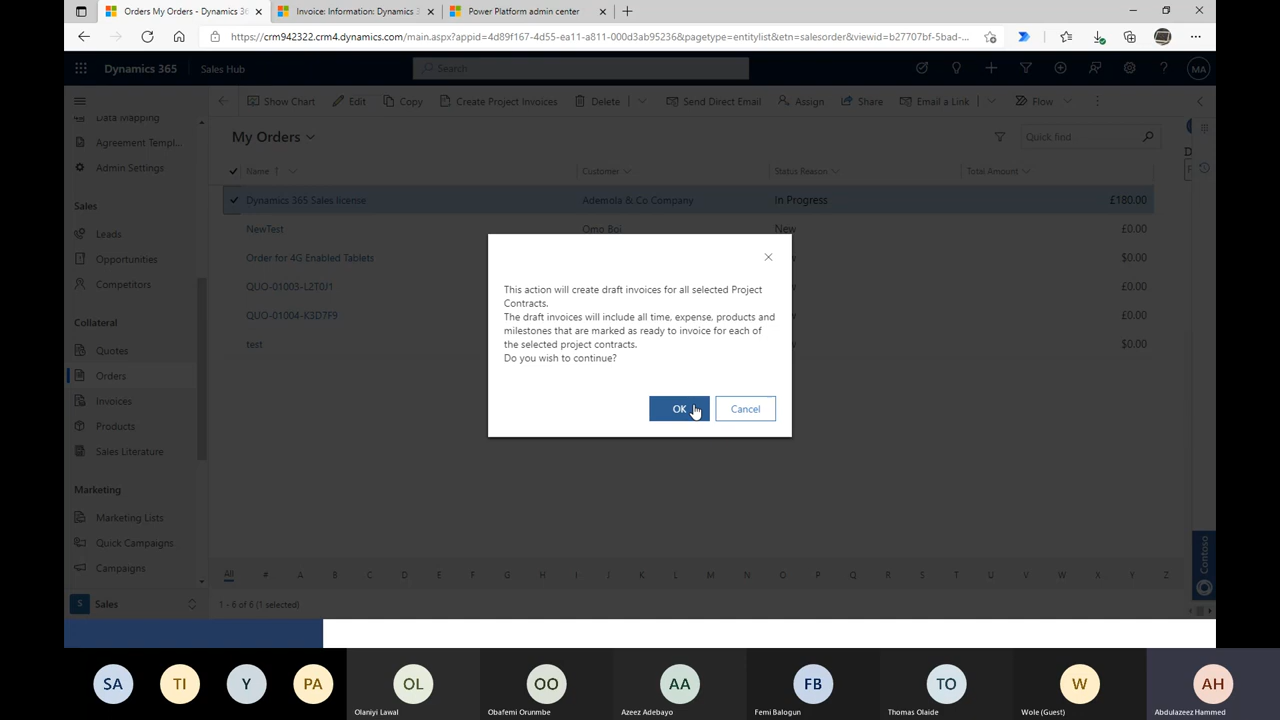 Orders My Orders - Dynamics 36
Invoice: Information: Dynamics 3
Power Platform admin center
https://crm942322.crm4.dynamics.com/main.aspx?appid=4d89f167-4d55-ea11-a811-000d3ab95236&pagetype=entitylist&etn=salesorder&viewid=b27707bf-5bad-...
Dynamics 365
Sales Hub
Search
MA
Show Chart
Edit
Copy
Create Project Invoices
Delete
Send Direct Email
Assign
Share
Email a Link
Flow
Data Mapping
Agreement Templ...
Admin Settings
Sales
Leads
Opportunities
Competitors
Collateral
Quotes
Orders
Invoices
Products
Sales Literature
Marketing
Marketing Lists
Quick Campaigns
Campaigns
S Sales
My Orders
Quick find
Name Customer Status Reason Total Amount
Dynamics 365 Sales license Ademola & Co Company In Progress £180.00
NewTest Omo Boi New £0.00
Order for 4G Enabled Tablets $0.00
QUO-01003-L2T0J1 £0.00
QUO-01004-K3D7F9 £0.00
test $0.00
This action will create draft invoices for all selected Project
Contracts.
The draft invoices will include all time, expense, products and
milestones that are marked as ready to invoice for each of
the selected project contracts.
Do you wish to continue?
OK
Cancel
All # A B C D E F G H I J K L M N O P Q R S T U V W X Y Z
1 - 6 of 6 (1 selected)
Contoso
SA TI Y PA OL OO AA FB TO W AH
Olaniyi Lawal
Obafemi Orunmbe
Azeez Adebayo
Femi Balogun
Thomas Olaide
Wole (Guest)
Abdulazeez Hammed